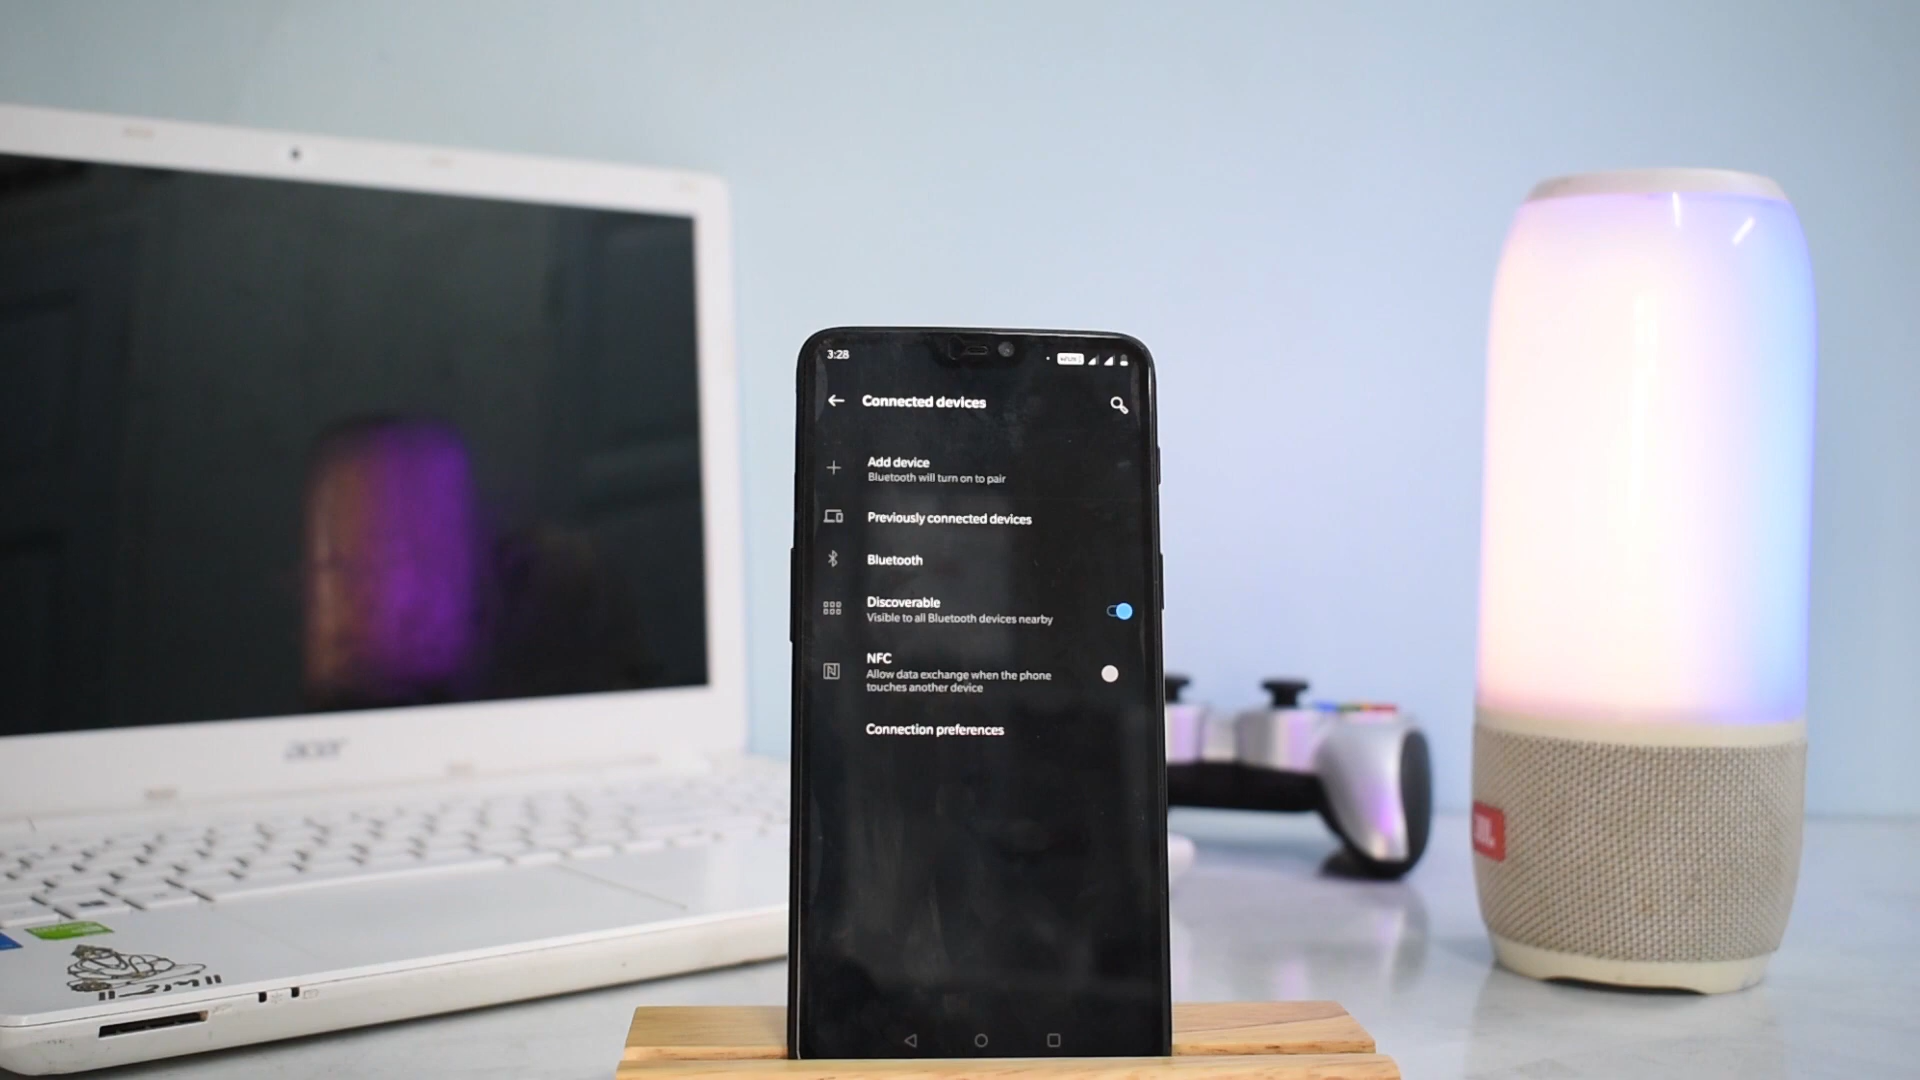 3:28
Connected devices
Add device
Bluetooth will turn on to pair
Previously connected devices
Bluetooth
Discoverable
Visible to all Bluetooth devices nearby
NFC
Allow data exchange when the phone
touches another device
Connection preferences
acer
JBL